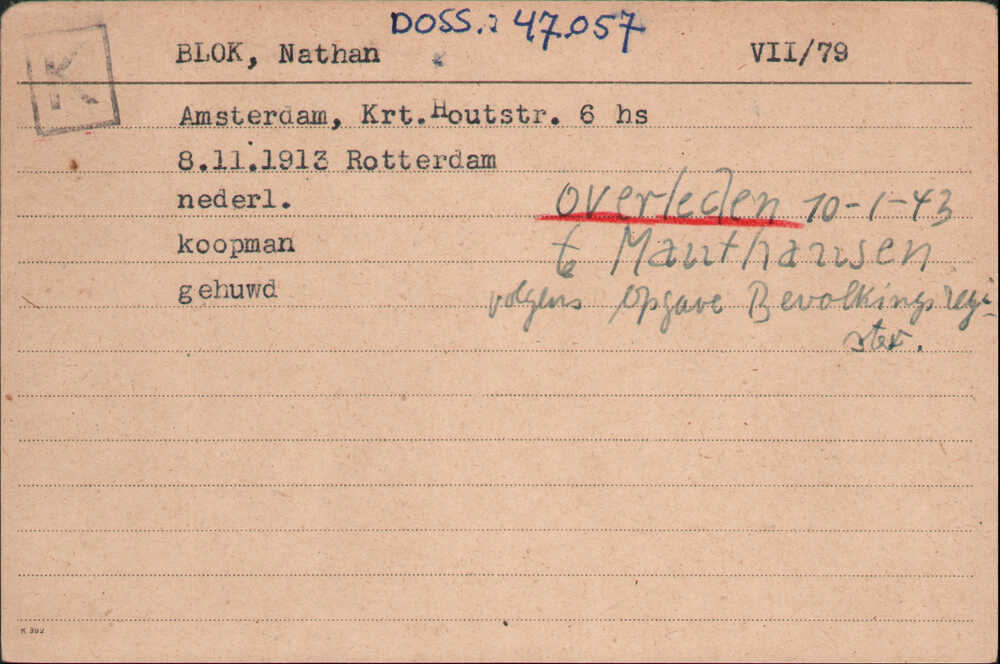 DOSS.: 47.057
K
BLOK, Nathan
VII/79
Amsterdam, Krt.Houtstr. 6 hs
8.11.1913 Rotterdam
nederl.
overleden 10-1-43
koopman
te Mauthausen
gehuwd
volgens opgave Bevolkingsregi-
ster.
K 392